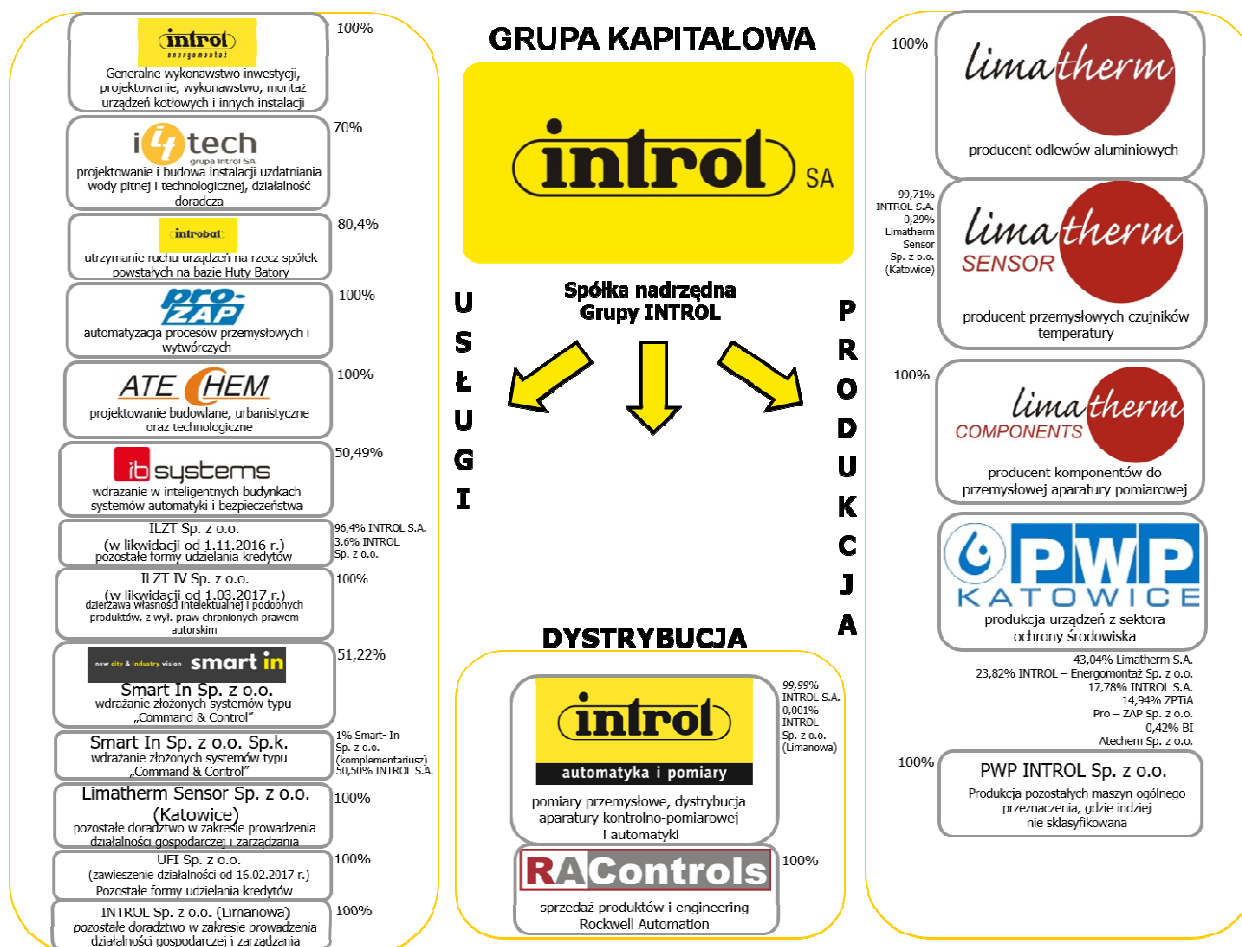 introl
energomontaż
100%
Generalne wykonawstwo inwestycji,
projektowanie, wykonawstwo, montaż
urządzeń kotłowych i innych instalacji
i4tech
grupa Introl SA
70%
projektowanie i budowa instalacji uzdatniania
wody pitnej i technologicznej, działalność
doradcza
introbat
80,4%
utrzymanie ruchu urządzeń na rzecz spółek
powstałych na bazie Huty Batory
pro-
ZAP
100%
automatyzacja procesów przemysłowych i
wytwórczych
ATECHEM
100%
projektowanie budowlane, urbanistyczne
oraz technologiczne
ib systems
50,49%
wdrażanie w inteligentnych budynkach
systemów automatyki i bezpieczeństwa
ILZT Sp. z o.o.
(w likwidacji od 1.11.2016 r.)
pozostałe formy udzielania kredytów
96,4% INTROL S.A.
3.6% INTROL
Sp. z o.o.
ILZT IV Sp. z o.o.
(w likwidacji od 1.03.2017 r.)
dzierżawa własności intelektualnej i podobnych
produktów, z wył. praw chronionych prawem
autorskim
100%
new city & industry vision smart in
51,22%
Smart In Sp. z o.o.
wdrażanie złożonych systemów typu
„Command & Control”
Smart In Sp. z o.o. Sp.k.
wdrażanie złożonych systemów typu
„Command & Control”
1% Smart- In
Sp. z o.o.
(komplementariusz)
50,50% INTROL S.A.
Limatherm Sensor Sp. z o.o.
(Katowice)
pozostałe doradztwo w zakresie prowadzenia
działalności gospodarczej i zarządzania
100%
UFI Sp. z o.o.
(zawieszenie działalności od 16.02.2017 r.)
Pozostałe formy udzielania kredytów
100%
INTROL Sp. z o.o. (Limanowa)
pozostałe doradztwo w zakresie prowadzenia
działalności gospodarczej i zarządzania
100%
GRUPA KAPITAŁOWA
introl SA
Spółka nadrzędna
Grupy INTROL
USŁUGI
PRODUKCJA
DYSTRYBUCJA
introl
automatyka i pomiary
99,99%
INTROL S.A.
0,001%
INTROL
Sp. z o.o.
(Limanowa)
pomiary przemysłowe, dystrybucja
aparatury kontrolno-pomiarowej
i automatyki
RAControls
100%
sprzedaż produktów i engineering
Rockwell Automation
100%
limatherm
producent odlewów aluminiowych
99,71%
INTROL S.A.
0,29%
Limatherm
Sensor
Sp. z o.o.
(Katowice)
limatherm
SENSOR
producent przemysłowych czujników
temperatury
100%
limatherm
COMPONENTS
producent komponentów do
przemysłowej aparatury pomiarowej
PWP
KATOWICE
produkcja urządzeń z sektora
ochrony środowiska
43,04% Limatherm S.A.
23,82% INTROL – Energomontaż Sp. z o.o.
17,78% INTROL S.A.
14,94% ZPTiA
Pro – ZAP Sp. z o.o.
0,42% BI
Atechem Sp. z o.o.
100%
PWP INTROL Sp. z o.o.
Produkcja pozostałych maszyn ogólnego
przeznaczenia, gdzie indziej
nie sklasyfikowana